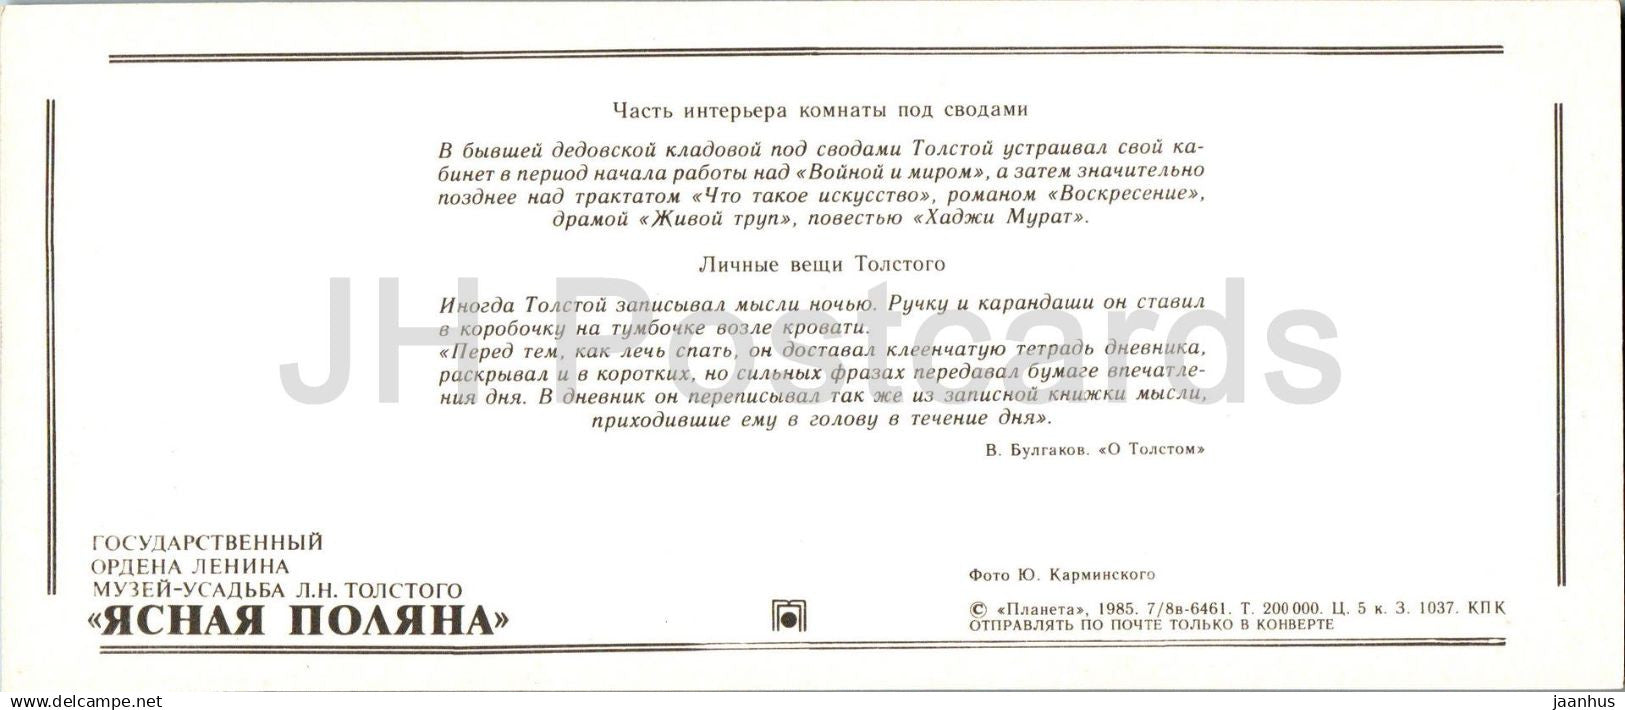 Часть интерьера комнаты под сводами
В бывшей дедовской кладовой под сводами Толстой устраивал свой ка-
бинет в период начала работы над «Войной и миром», а затем значительно
позднее над трактатом «Что такое искусство», романом «Воскресение»,
драмой «Живой труп», повестью «Хаджи Мурат».
Личные вещи Толстого
Иногда Толстой записывал мысли ночью. Ручку и карандаши он ставил
в коробочку на тумбочке возле кровати.
«Перед тем, как лечь спать, он доставал клеенчатую тетрадь дневника,
раскрывал и в коротких, но сильных фразах передавал бумаге впечатле-
ния дня. В дневник он переписывал так же из записной книжки мысли,
приходившие ему в голову в течение дня».
В. Булгаков. «О Толстом»
JH Postcards
ГОСУДАРСТВЕННЫЙ
ОРДЕНА ЛЕНИНА
МУЗЕЙ-УСАДЬБА Л.Н. ТОЛСТОГО
«ЯСНАЯ ПОЛЯНА»
Фото Ю. Карминского
© «Планета», 1985. 7/8в-6461. Т. 200 000. Ц. 5 к. З. 1037. КПК
ОТПРАВЛЯТЬ ПО ПОЧТЕ ТОЛЬКО В КОНВЕРТЕ
www.delcampe.net
jaanhus